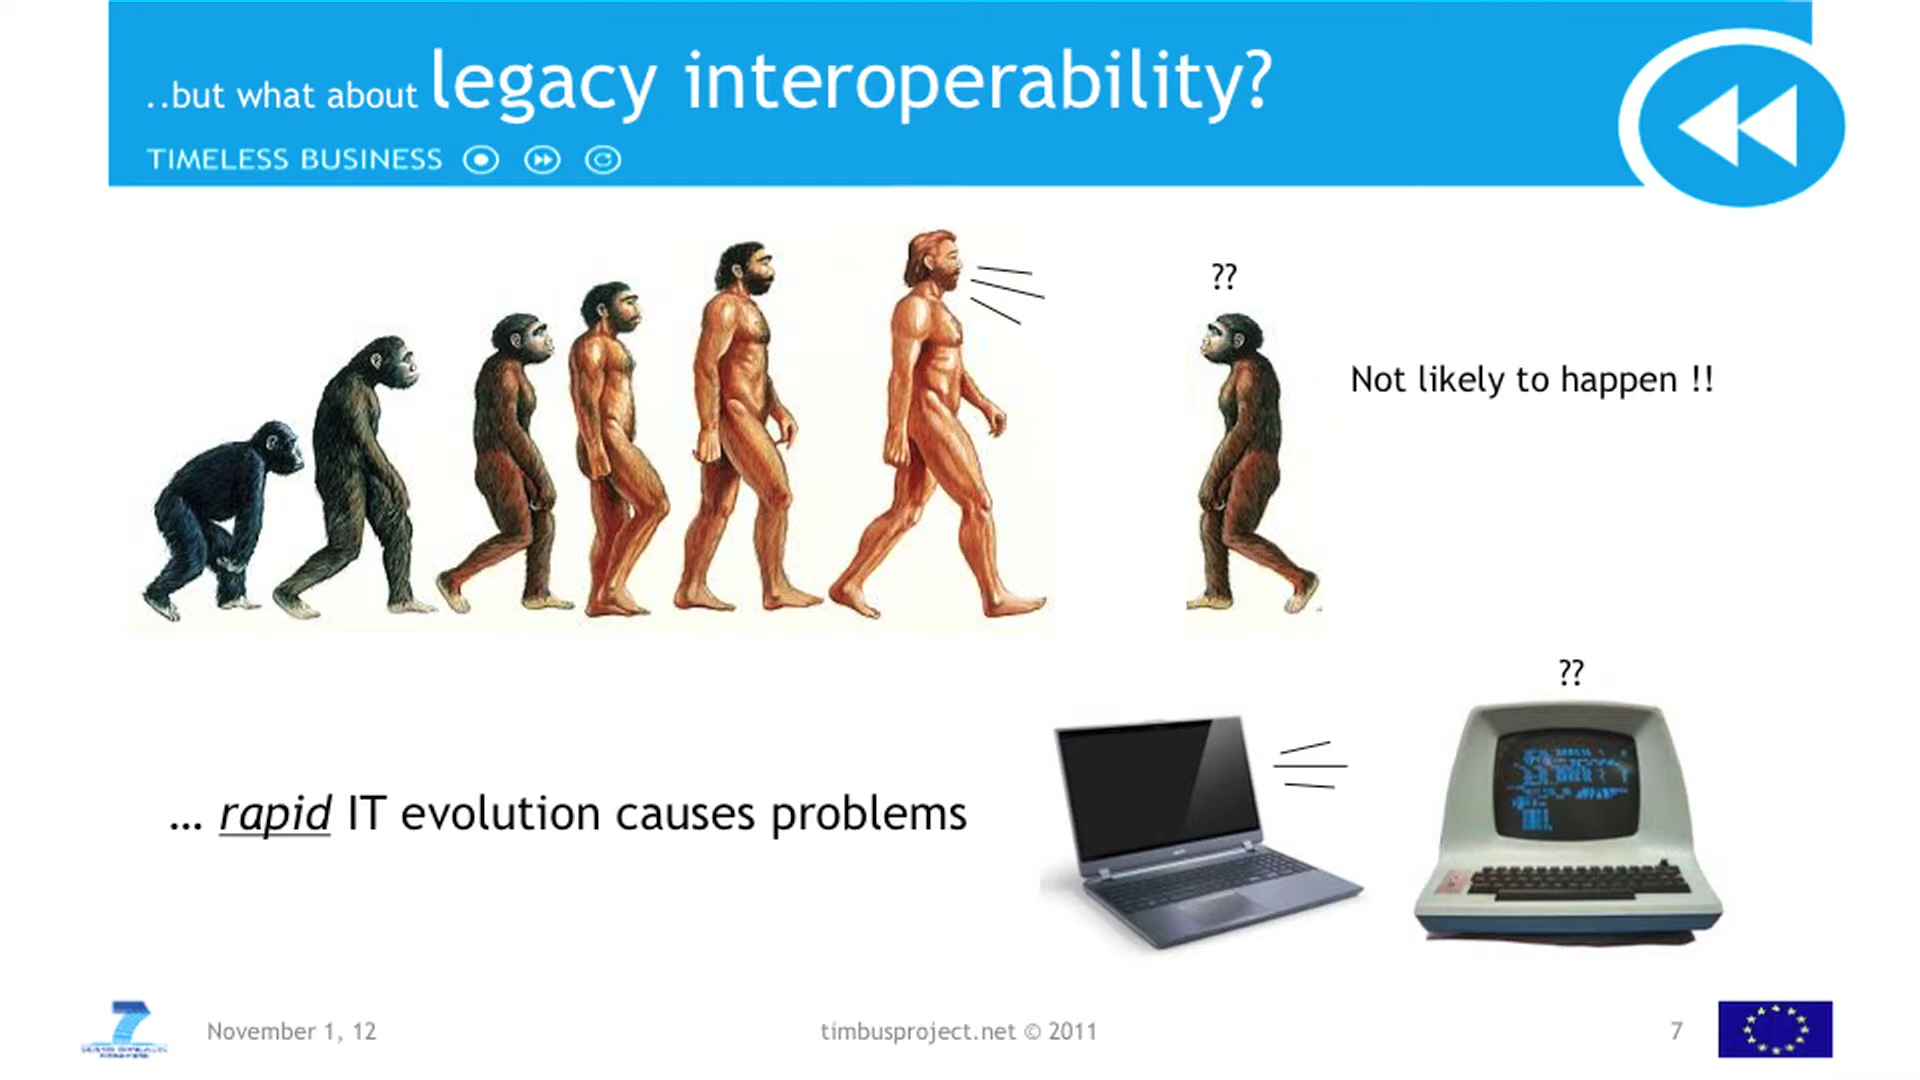 ..but what about legacy interoperability?
TIMELESS BUSINESS
??
Not likely to happen !!
??
… rapid IT evolution causes problems
7
November 1, 12
timbusproject.net © 2011
7